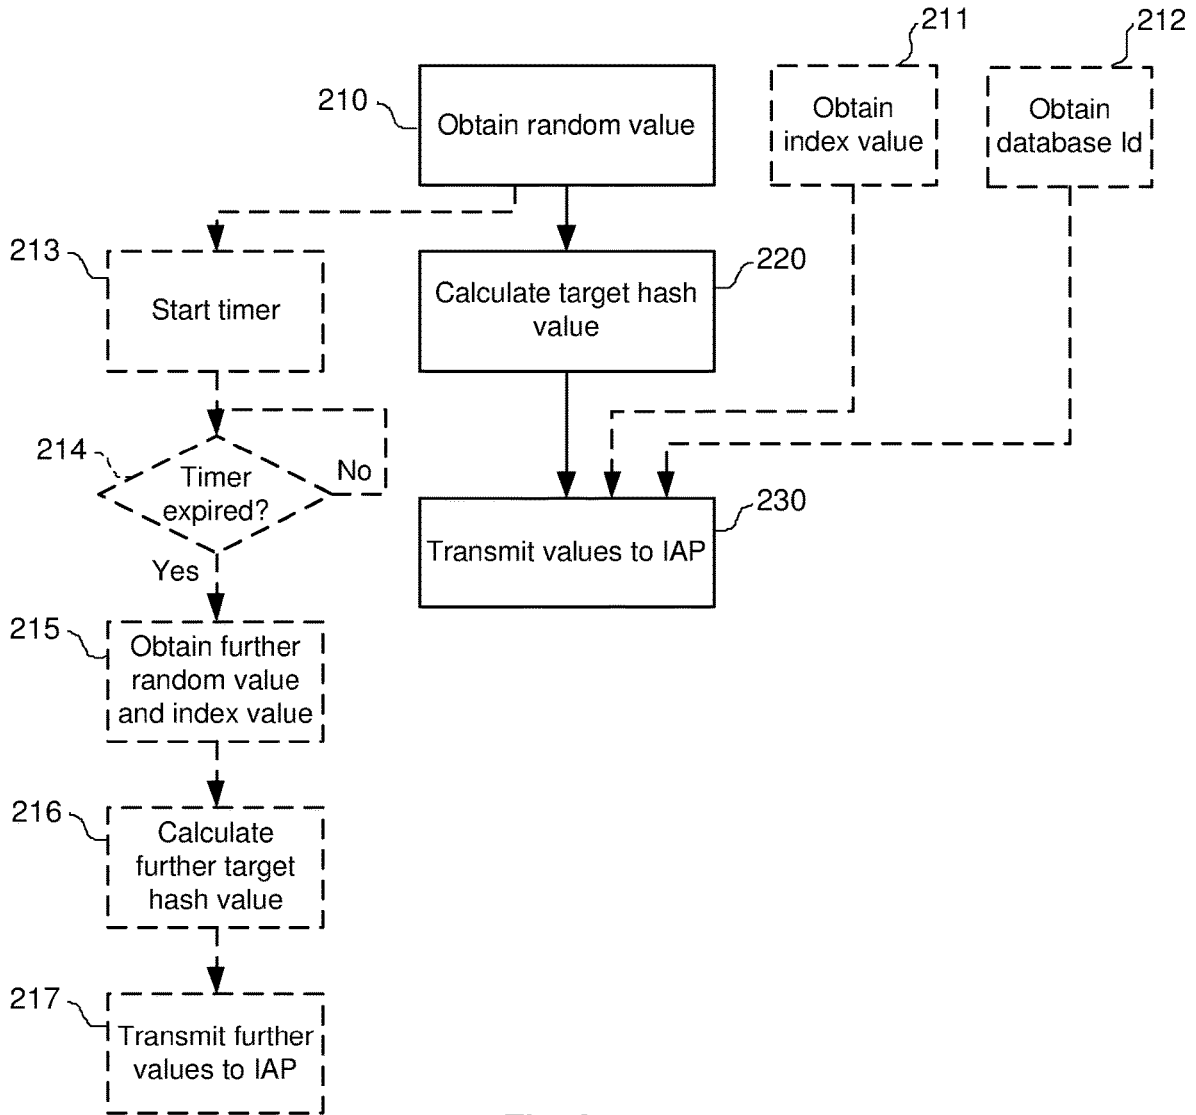 211
212
210
Obtain random value
Obtain
index value
Obtain
database Id
213
Start timer
220
Calculate target hash
value
214
Timer
expired?
No
Yes
230
Transmit values to IAP
215
Obtain further
random value
and index value
216
Calculate
further target
hash value
217
Transmit further
values to IAP